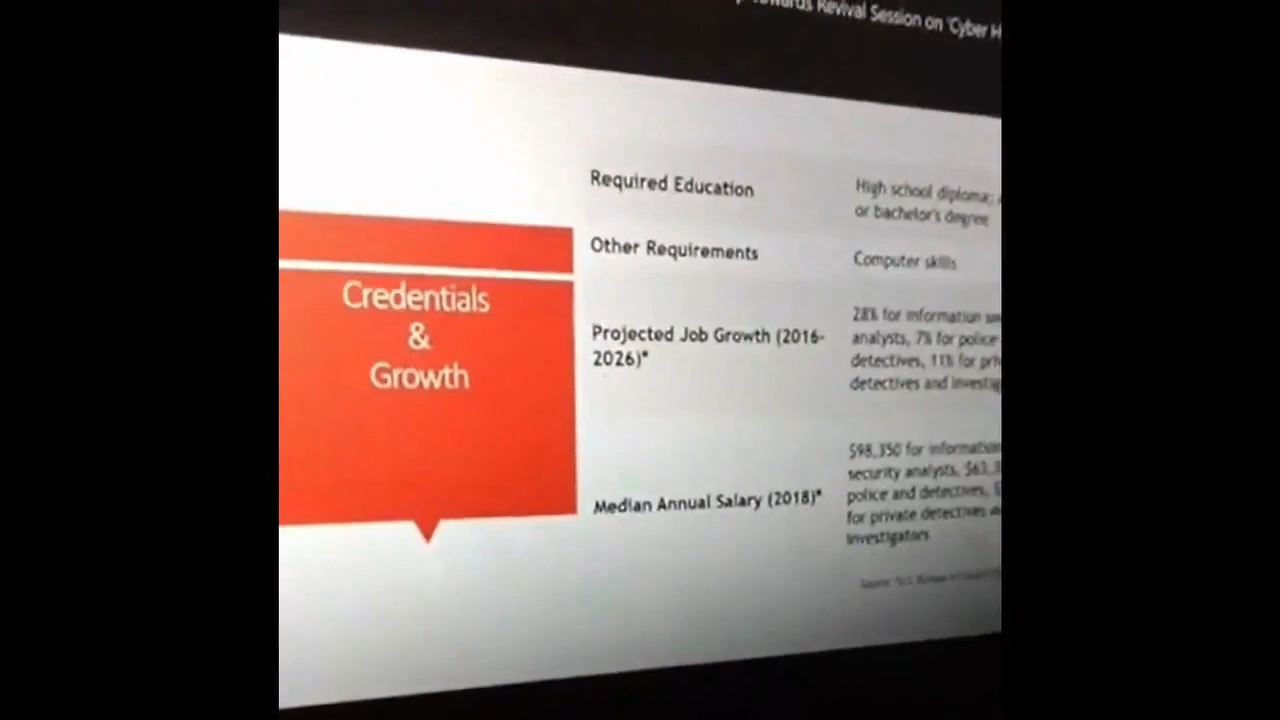 towards Revival Session on 'Cyber H
Credentials
&
Growth
Required Education
High school diploma;
or bachelor's degree
Other Requirements
Computer skills
Projected Job Growth (2016-
2026)*
28% for information
analysts, 7% for police
detectives, 11% for
detectives and
Median Annual Salary (2018)*
$98,350 for information
security analysts,
police and detectives,
for private detectives
investigators
Source: